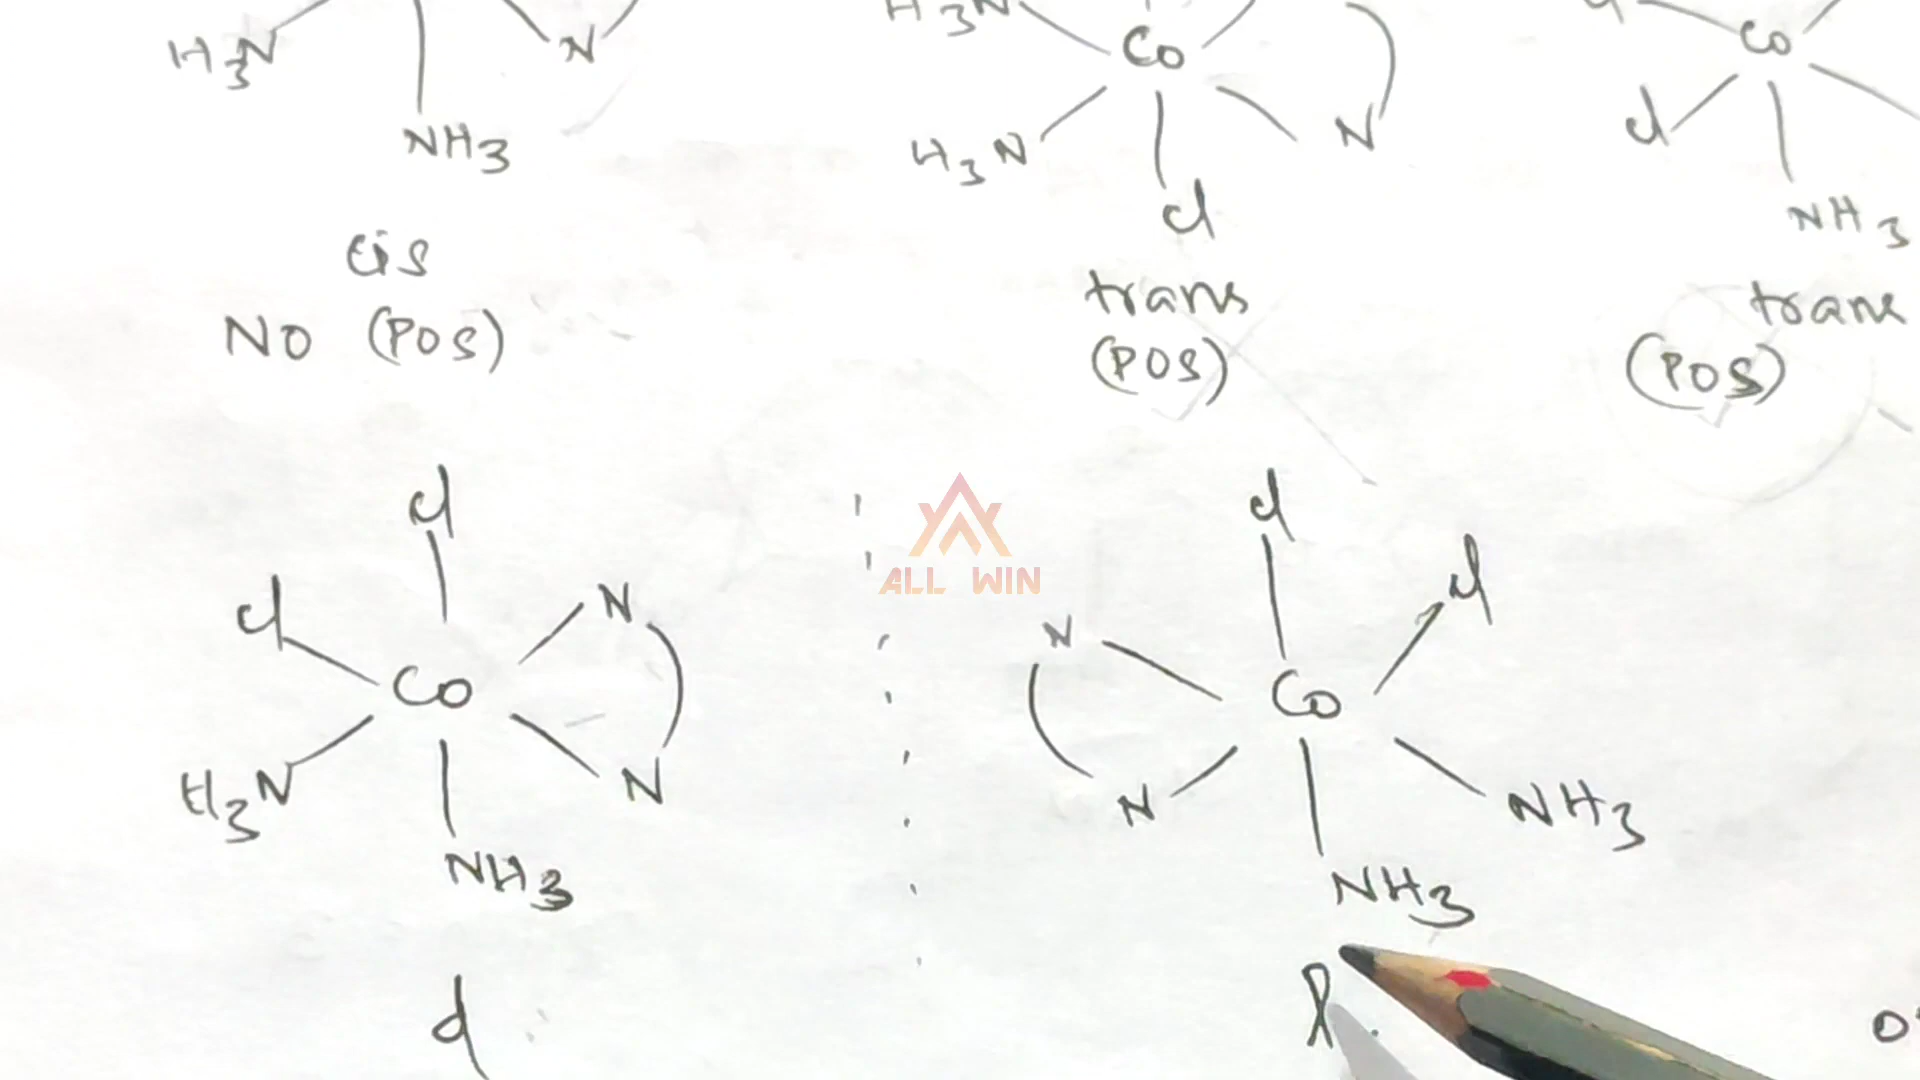 H3N Co
H3N N Co
N Cl
NH3 H3N
Cl NH3
cis trans trans
NO (POS) (POS) (POS)
Cl Cl
Cl N N Cl
ALL WIN
Co Co
H3N N N NH3
NH3 NH3
d l